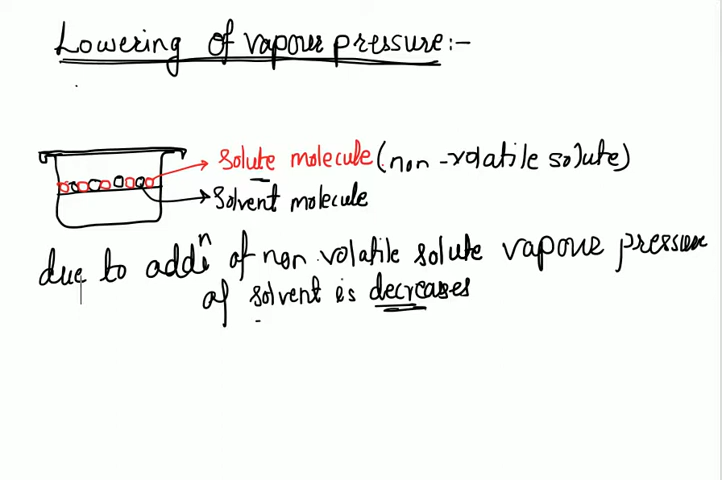 Lowering of vapour pressure:-
Solute molecule (non-volatile solute)
Solvent molecule
due to addiⁿ of non volatile solute vapour pressure
of solvent is decreases